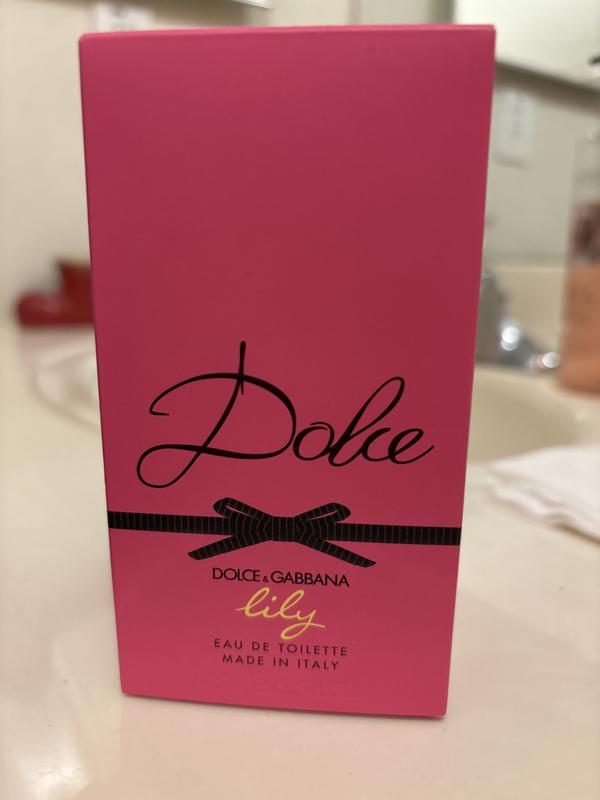 Dolce
DOLCE & GABBANA
lily
EAU DE TOILETTE
MADE IN ITALY